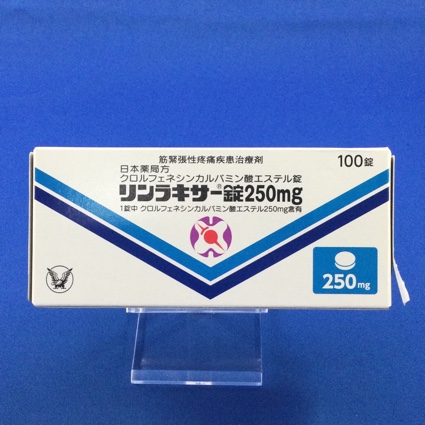 筋緊張性疼痛疾患治療剤
日本薬局方
クロルフェネシンカルバミン酸エステル錠
リンラキサー®錠250mg
1錠中 クロルフェネシンカルバミン酸エステル250mg含有
100錠
250mg